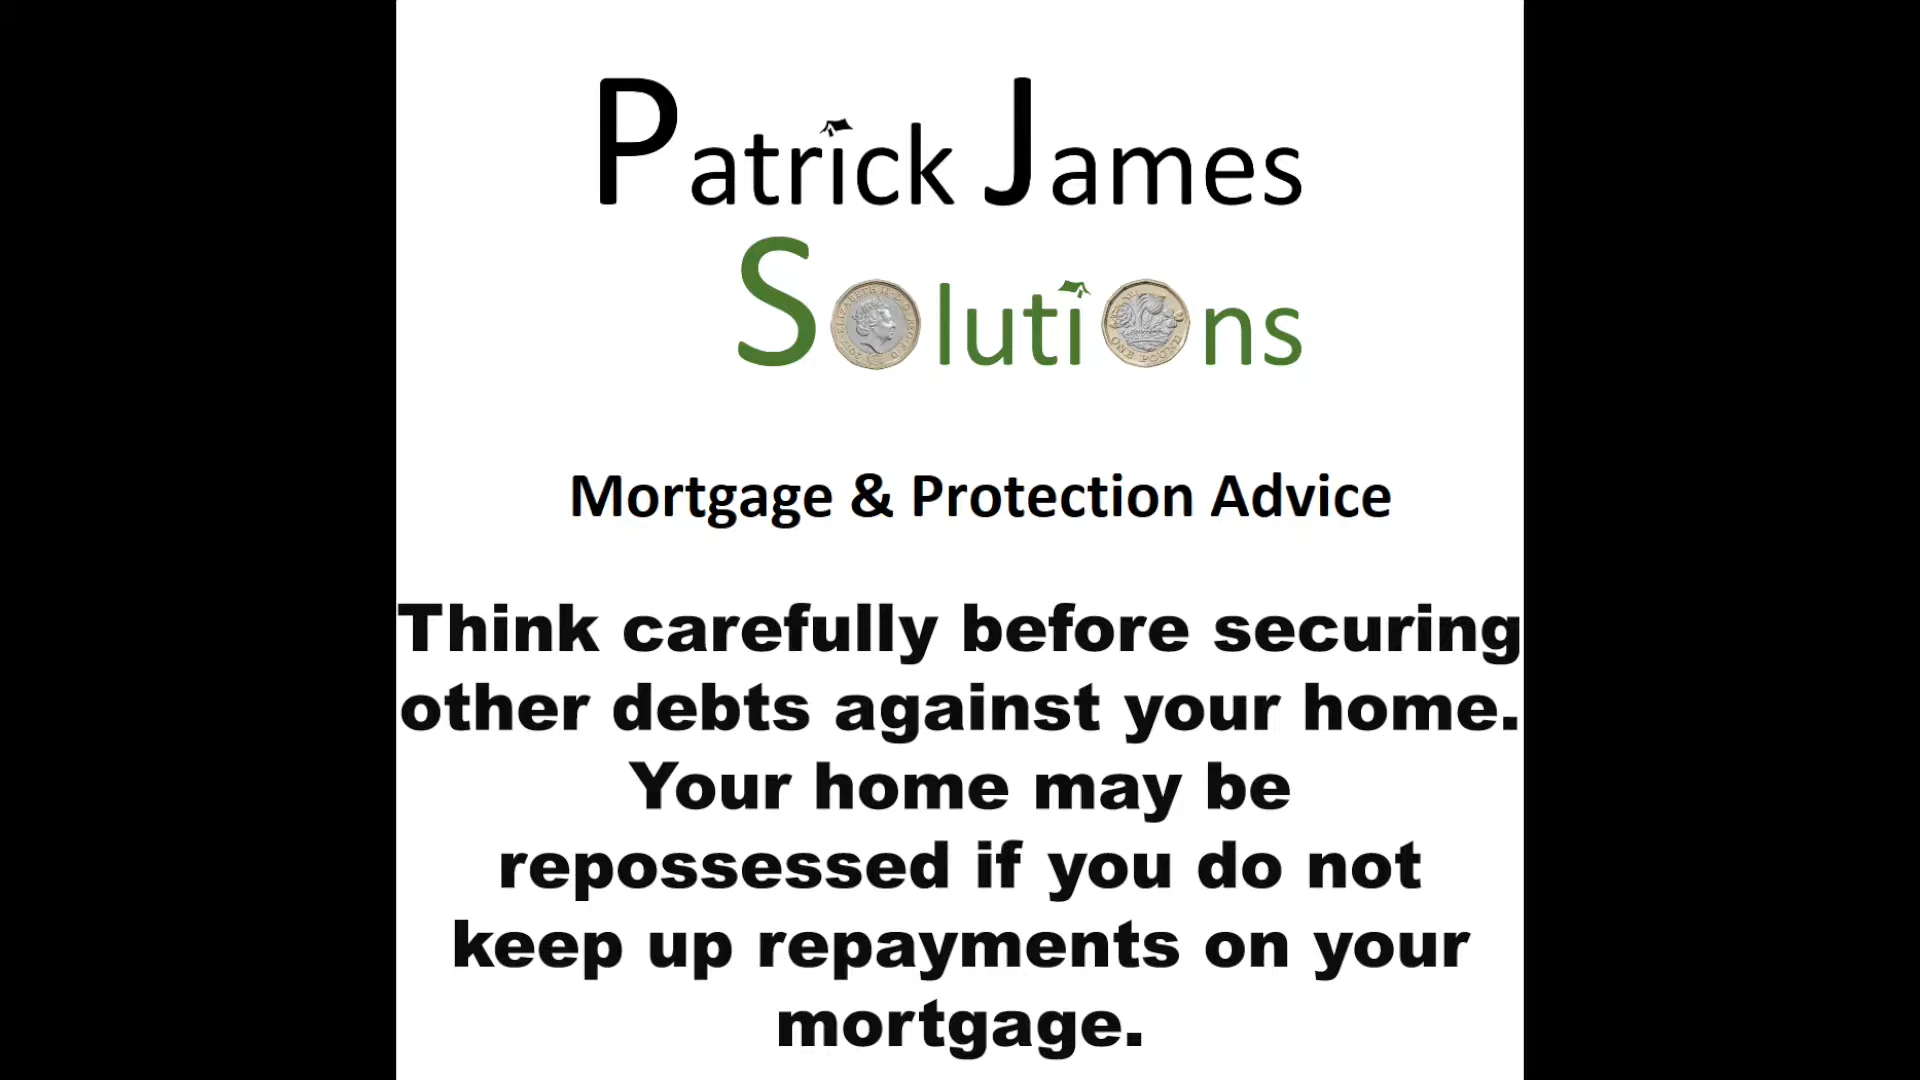 Patrick James
Solutions
Mortgage & Protection Advice
Think carefully before securing
other debts against your home.
Your home may be
repossessed if you do not
keep up repayments on your
mortgage.